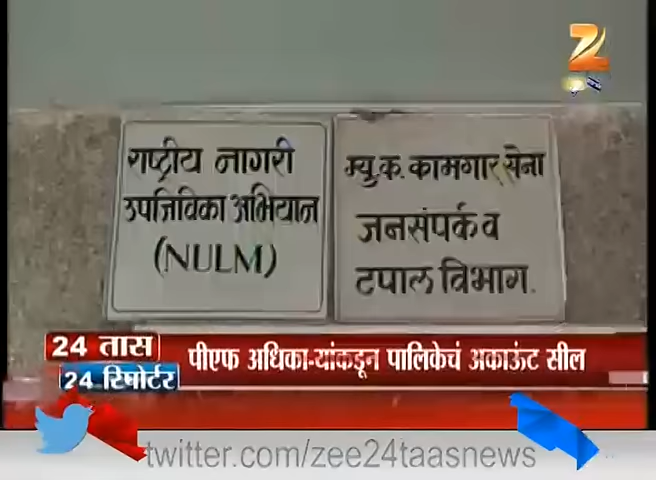 राष्ट्रीय नागरी
उपजिविका अभियान
(NULM)
म्यु.क. कामगार सेना
जनसंपर्क व
टपाल विभाग.
24 तास
24 रिपोर्टर
पीएफ अधिका-यांकडून पालिकेचं अकाऊंट सील
twitter.com/zee24taasnews